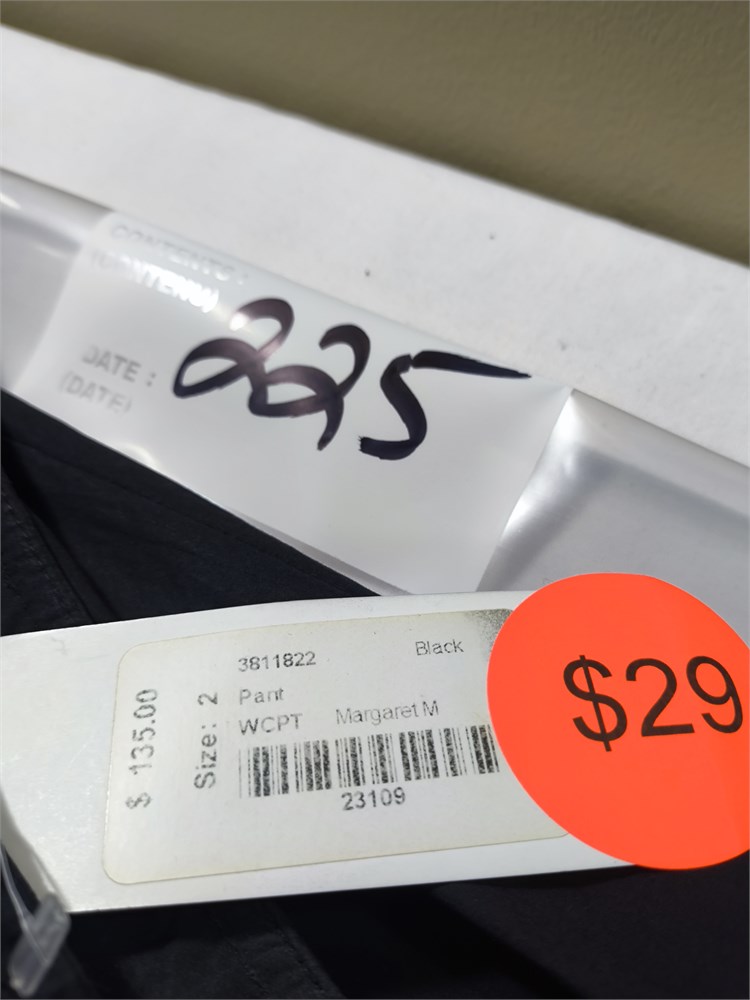 CONTENTS :
(CONTENU)
DATE :
(DATE)
225
$ 135.00
Size: 2
3811822 Black
Pant
WCPT Margaret M
23109
$29